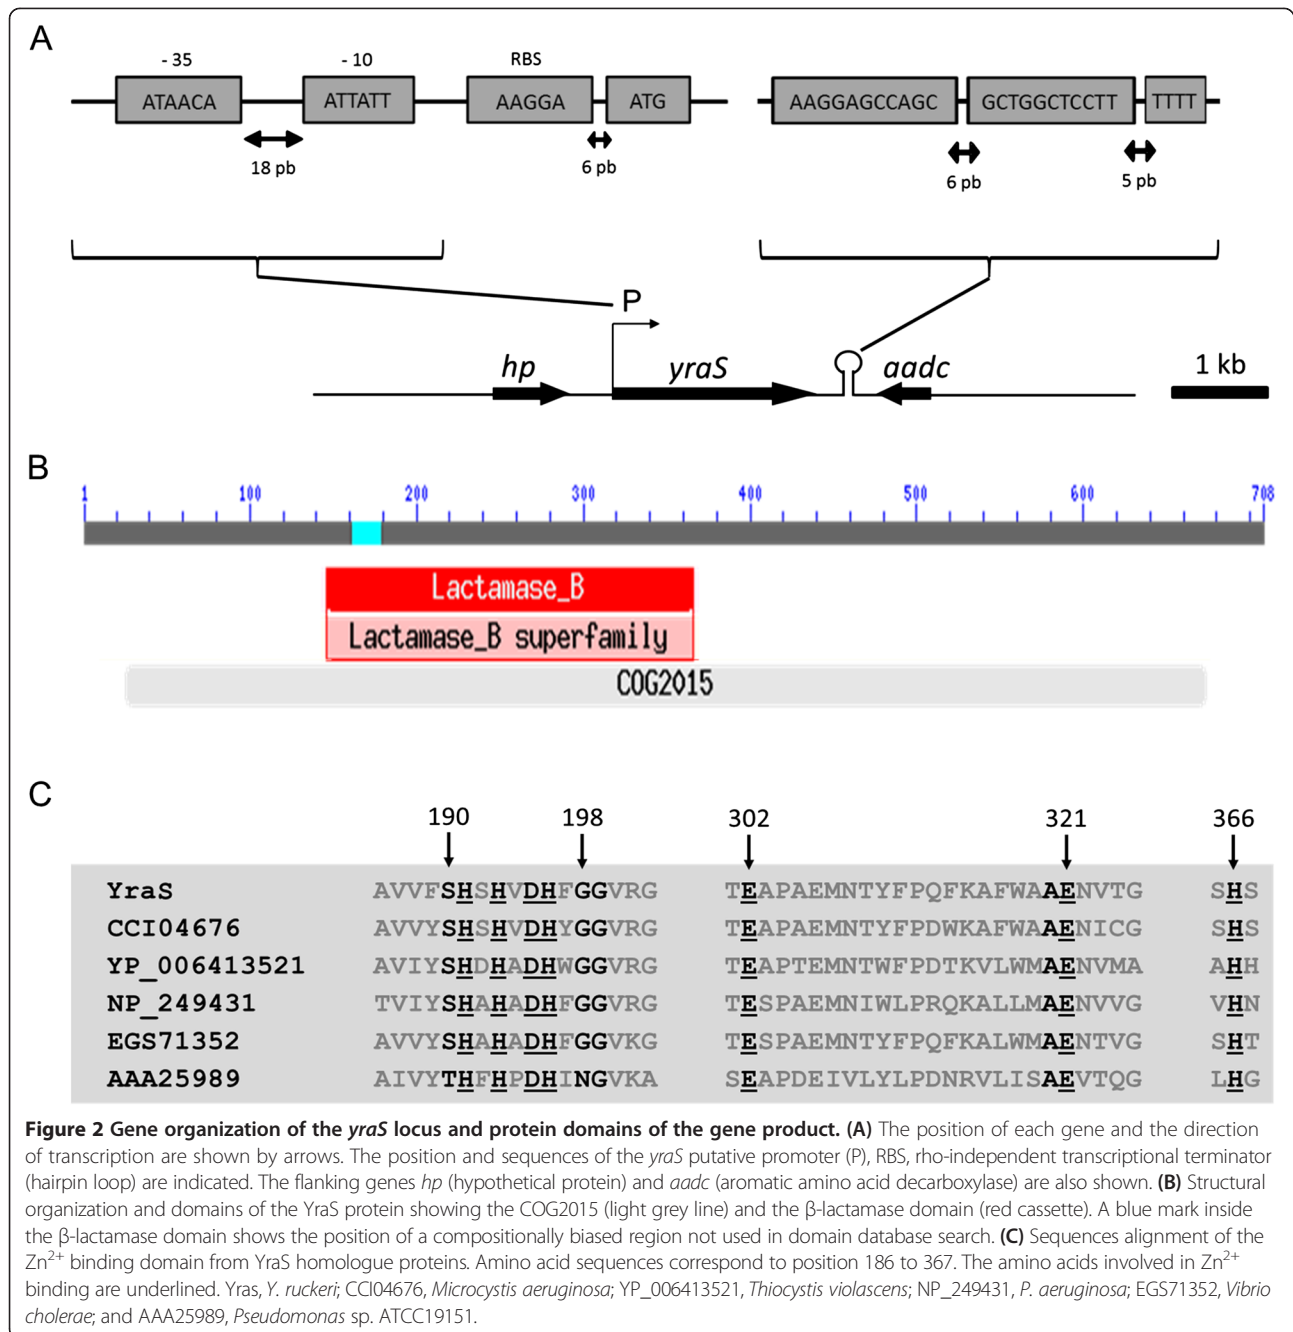 A
- 35
- 10
RBS
ATAACA
ATTATT
AAGGA
ATG
AAGGAGCCAGC
GCTGGCTCCTT
TTTT
18 pb
6 pb
6 pb
5 pb
P
hp
yraS
aadc
1 kb
B
1 100 200 300 400 500 600 708
Lactamase_B
Lactamase_B superfamily
COG2015
C
190 198 302 321 366
YraS AVVFSHSHVDHFGGVRG TEAPAEMNTYFPQFKAFWAAENVTG SHS
CCI04676 AVVYSHSHVDHYGGVRG TEAPAEMNTYFPDWKAFWAAENICG SHS
YP_006413521 AVIYSHDHADHWGGVRG TEAPTEMNTWFPDTKVLWMAENVMA AHH
NP_249431 TVIYSHAHADHFGGVRG TESPAEMNIWLPRQKALLMAENVVG VHN
EGS71352 AVVYSHAHADHFGGVKG TESPAEMNTYFPQFKALWMAENTVG SHT
AAA25989 AIVYTHFHPDHINGVKA SEAPDEIVLYLPDNRVLISAEVTQG LHG
Figure 2 Gene organization of the yraS locus and protein domains of the gene product. (A) The position of each gene and the direction
of transcription are shown by arrows. The position and sequences of the yraS putative promoter (P), RBS, rho-independent transcriptional terminator
(hairpin loop) are indicated. The flanking genes hp (hypothetical protein) and aadc (aromatic amino acid decarboxylase) are also shown. (B) Structural
organization and domains of the YraS protein showing the COG2015 (light grey line) and the β-lactamase domain (red cassette). A blue mark inside
the β-lactamase domain shows the position of a compositionally biased region not used in domain database search. (C) Sequences alignment of the
Zn²⁺ binding domain from YraS homologue proteins. Amino acid sequences correspond to position 186 to 367. The amino acids involved in Zn²⁺
binding are underlined. Yras, Y. ruckeri; CCI04676, Microcystis aeruginosa; YP_006413521, Thiocystis violascens; NP_249431, P. aeruginosa; EGS71352, Vibrio
cholerae; and AAA25989, Pseudomonas sp. ATCC19151.